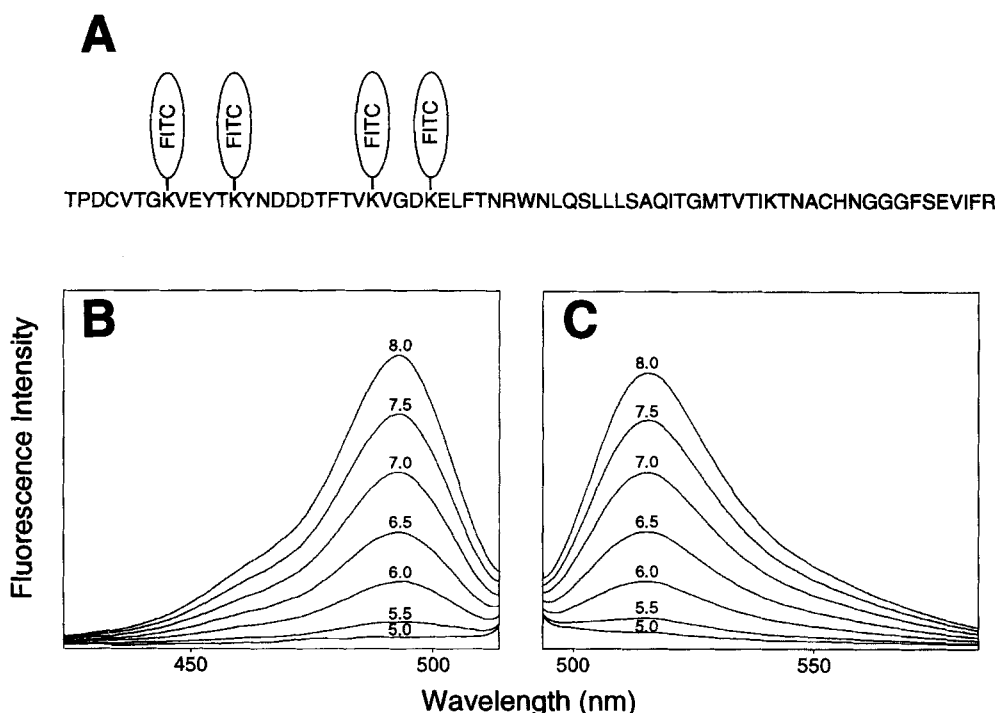 A
FITC FITC FITC FITC
TPDCVTGKVEYTKYNDDDTFTVKVGDKELFTNRWNLQSLLLSAQITGMTVTIKTNACHNGGGFSEVIFR
B
8.0
7.5
7.0
6.5
6.0
5.5
5.0
450
500
C
8.0
7.5
7.0
6.5
6.0
5.5
5.0
500
550
Fluorescence Intensity
Wavelength (nm)